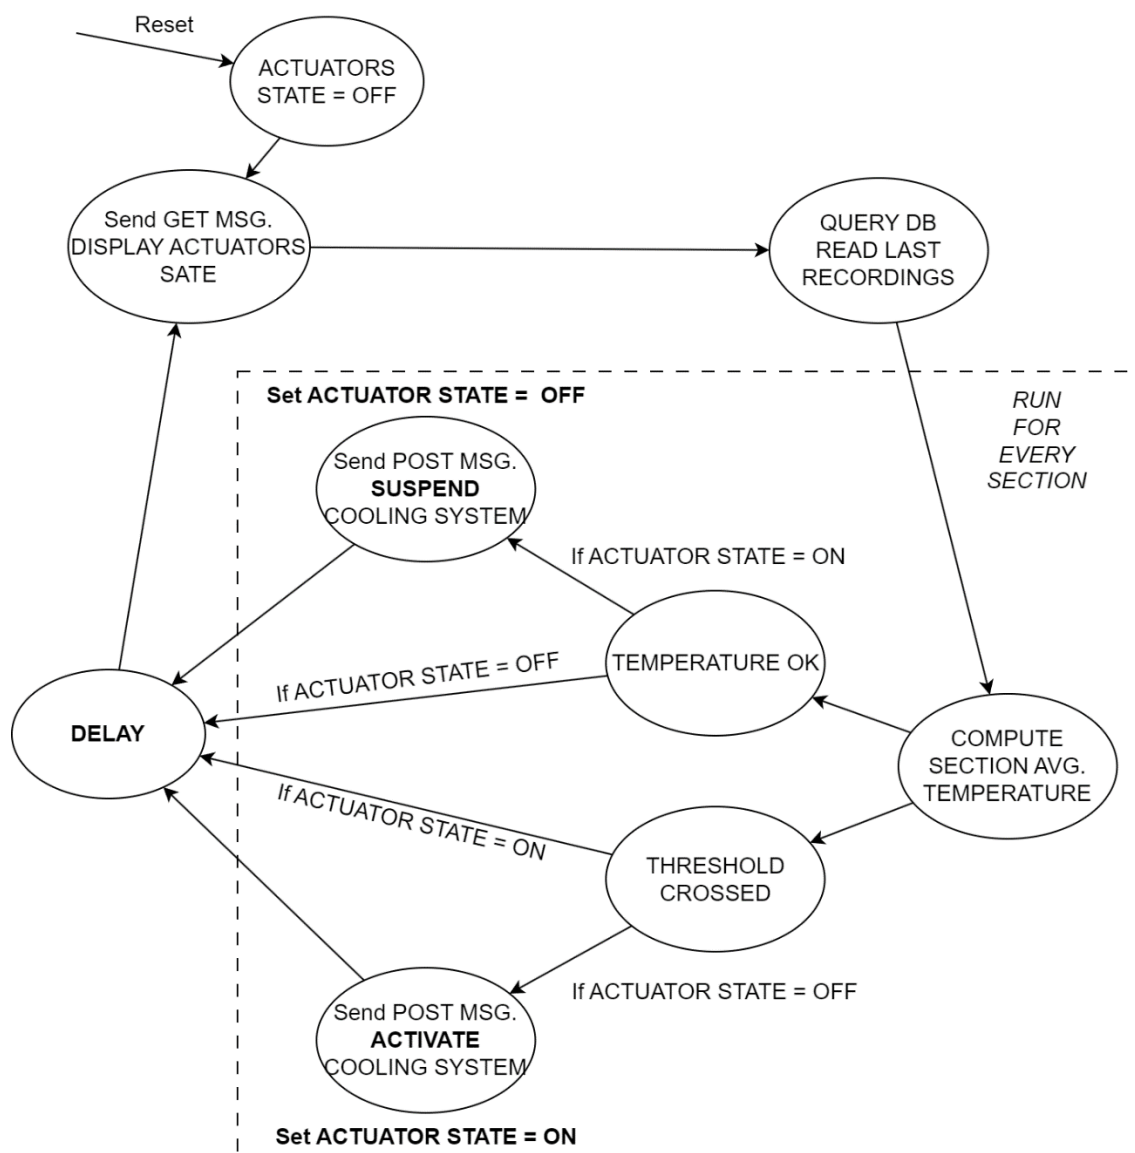 Reset
ACTUATORS
STATE = OFF
Send GET MSG.
DISPLAY ACTUATORS
SATE
QUERY DB
READ LAST
RECORDINGS
Set ACTUATOR STATE =  OFF
RUN
FOR
EVERY
SECTION
Send POST MSG.
SUSPEND
COOLING SYSTEM
If ACTUATOR STATE = ON
TEMPERATURE OK
If ACTUATOR STATE = OFF
DELAY
COMPUTE
SECTION AVG.
TEMPERATURE
If ACTUATOR STATE = ON
THRESHOLD
CROSSED
If ACTUATOR STATE = OFF
Send POST MSG.
ACTIVATE
COOLING SYSTEM
Set ACTUATOR STATE = ON